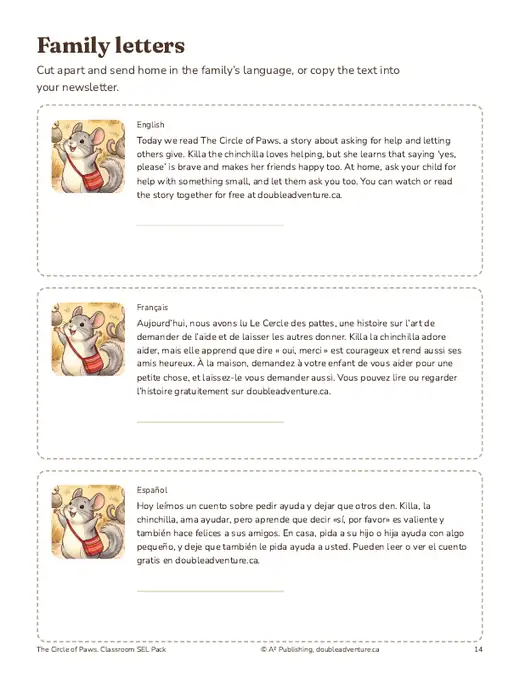 Family letters
Cut apart and send home in the family's language, or copy the text into
your newsletter.
English
Today we read The Circle of Paws, a story about asking for help and letting
others give. Killa the chinchilla loves helping, but she learns that saying 'yes,
please' is brave and makes her friends happy too. At home, ask your child for
help with something small, and let them ask you too. You can watch or read
the story together for free at doubleadventure.ca.
Français
Aujourd'hui, nous avons lu Le Cercle des pattes, une histoire sur l'art de
demander de l'aide et de laisser les autres donner. Killa la chinchilla adore
aider, mais elle apprend que dire « oui, merci » est courageux et rend aussi ses
amis heureux. À la maison, demandez à votre enfant de vous aider pour une
petite chose, et laissez-le vous demander aussi. Vous pouvez lire ou regarder
l'histoire gratuitement sur doubleadventure.ca.
Español
Hoy leímos un cuento sobre pedir ayuda y dejar que otros den. Killa, la
chinchilla, ama ayudar, pero aprende que decir «sí, por favor» es valiente y
también hace felices a sus amigos. En casa, pida a su hijo o hija ayuda con algo
pequeño, y deje que también le pida ayuda a usted. Pueden leer o ver el cuento
gratis en doubleadventure.ca.
The Circle of Paws, Classroom SEL Pack
© A² Publishing, doubleadventure.ca
14